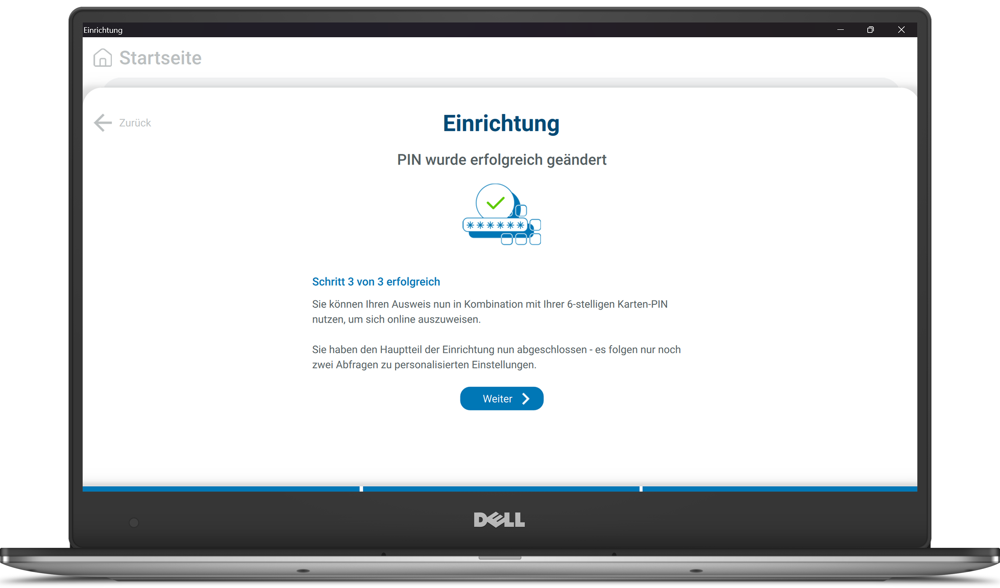 Einrichtung
Startseite
Zurück
Einrichtung
PIN wurde erfolgreich geändert
******
Schritt 3 von 3 erfolgreich
Sie können Ihren Ausweis nun in Kombination mit Ihrer 6-stelligen Karten-PIN
nutzen, um sich online auszuweisen.
Sie haben den Hauptteil der Einrichtung nun abgeschlossen - es folgen nur noch
zwei Abfragen zu personalisierten Einstellungen.
Weiter
DELL